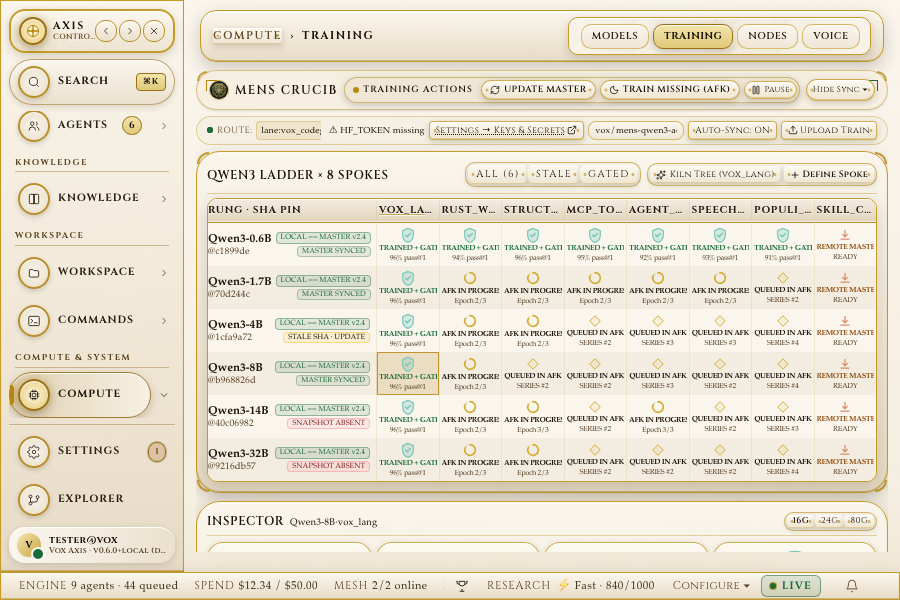 AXIS
CONTRO...
SEARCH ⌘K
AGENTS 6
KNOWLEDGE
KNOWLEDGE
WORKSPACE
WORKSPACE
COMMANDS
COMPUTE & SYSTEM
COMPUTE
SETTINGS 1
EXPLORER
V TESTER@VOX
VOX AXIS · V0.6.0+LOCAL (D...
COMPUTE › TRAINING
MODELS TRAINING NODES VOICE
MENS CRUCIB TRAINING ACTIONS UPDATE MASTER TRAIN MISSING (AFK) PAUSE HIDE SYNC
ROUTE: lane:vox_code ⚠ HF_TOKEN missing SETTINGS → KEYS & SECRETS vox/mens-qwen3-a AUTO-SYNC: ON UPLOAD TRAIN
QWEN3 LADDER × 8 SPOKES ALL (6) STALE GATED KILN TREE (VOX_LANG) + DEFINE SPOKE
RUNG · SHA PIN VOX_LA... RUST_W... STRUCT... MCP_TO... AGENT_... SPEECH... POPULI_... SKILL_C...
Qwen3-0.6B LOCAL — MASTER v2.4 TRAINED + GATI TRAINED + GATI TRAINED + GATI TRAINED + GATI TRAINED + GATI TRAINED + GATI TRAINED + GATI REMOTE MASTE
@c1899de MASTER SYNCED 96% pass@1 94% pass@1 96% pass@1 95% pass@1 92% pass@1 93% pass@1 91% pass@1 READY
Qwen3-1.7B LOCAL — MASTER v2.4 TRAINED + GATI AFK IN PROGRES AFK IN PROGRES AFK IN PROGRES AFK IN PROGRES AFK IN PROGRES QUEUED IN AFK REMOTE MASTE
@70d244c MASTER SYNCED 96% pass@1 Epoch 2/3 Epoch 2/3 Epoch 2/3 Epoch 2/3 Epoch 2/3 SERIES #2 READY
Qwen3-4B LOCAL — MASTER v2.4 TRAINED + GATI AFK IN PROGRES AFK IN PROGRES QUEUED IN AFK AFK IN PROGRES QUEUED IN AFK QUEUED IN AFK REMOTE MASTE
@1cfa9a72 STALE SHA · UPDATE 96% pass@1 Epoch 2/3 Epoch 2/3 SERIES #2 Epoch 2/3 SERIES #3 SERIES #4 READY
Qwen3-8B LOCAL — MASTER v2.4 TRAINED + GATI AFK IN PROGRES QUEUED IN AFK QUEUED IN AFK QUEUED IN AFK QUEUED IN AFK QUEUED IN AFK REMOTE MASTE
@b968826d MASTER SYNCED 96% pass@1 Epoch 2/3 SERIES #2 SERIES #3 SERIES #2 SERIES #3 SERIES #4 READY
Qwen3-14B LOCAL — MASTER v2.4 TRAINED + GATI AFK IN PROGRES AFK IN PROGRES QUEUED IN AFK AFK IN PROGRES QUEUED IN AFK QUEUED IN AFK REMOTE MASTE
@40c06982 SNAPSHOT ABSENT 96% pass@1 Epoch 2/3 Epoch 3/3 SERIES #2 Epoch 3/3 SERIES #2 SERIES #3 READY
Qwen3-32B LOCAL — MASTER v2.4 TRAINED + GATI AFK IN PROGRES AFK IN PROGRES QUEUED IN AFK QUEUED IN AFK QUEUED IN AFK QUEUED IN AFK REMOTE MASTE
@9216db57 SNAPSHOT ABSENT 96% pass@1 Epoch 2/3 Epoch 2/3 SERIES #2 SERIES #2 SERIES #2 SERIES #4 READY
INSPECTOR Qwen3-8B·vox_lang 16G 24G 80G
ENGINE 9 agents · 44 queued SPEND $12.34 / $50.00 MESH 2/2 online RESEARCH ⚡ Fast · 840/1000 CONFIGURE LIVE